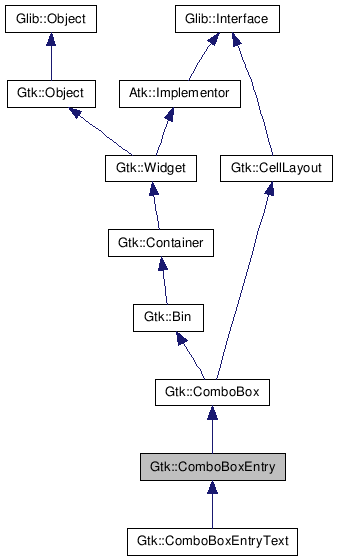 Glib::Object
Glib::Interface
Gtk::Object
Atk::Implementor
Gtk::Widget
Gtk::CellLayout
Gtk::Container
Gtk::Bin
Gtk::ComboBox
Gtk::ComboBoxEntry
Gtk::ComboBoxEntryText